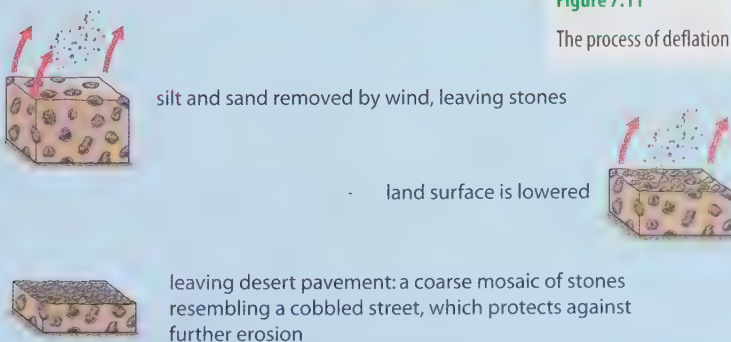 Figure 7.11
The process of deflation
silt and sand removed by wind, leaving stones
land surface is lowered
leaving desert pavement: a coarse mosaic of stones
resembling a cobbled street, which protects against
further erosion